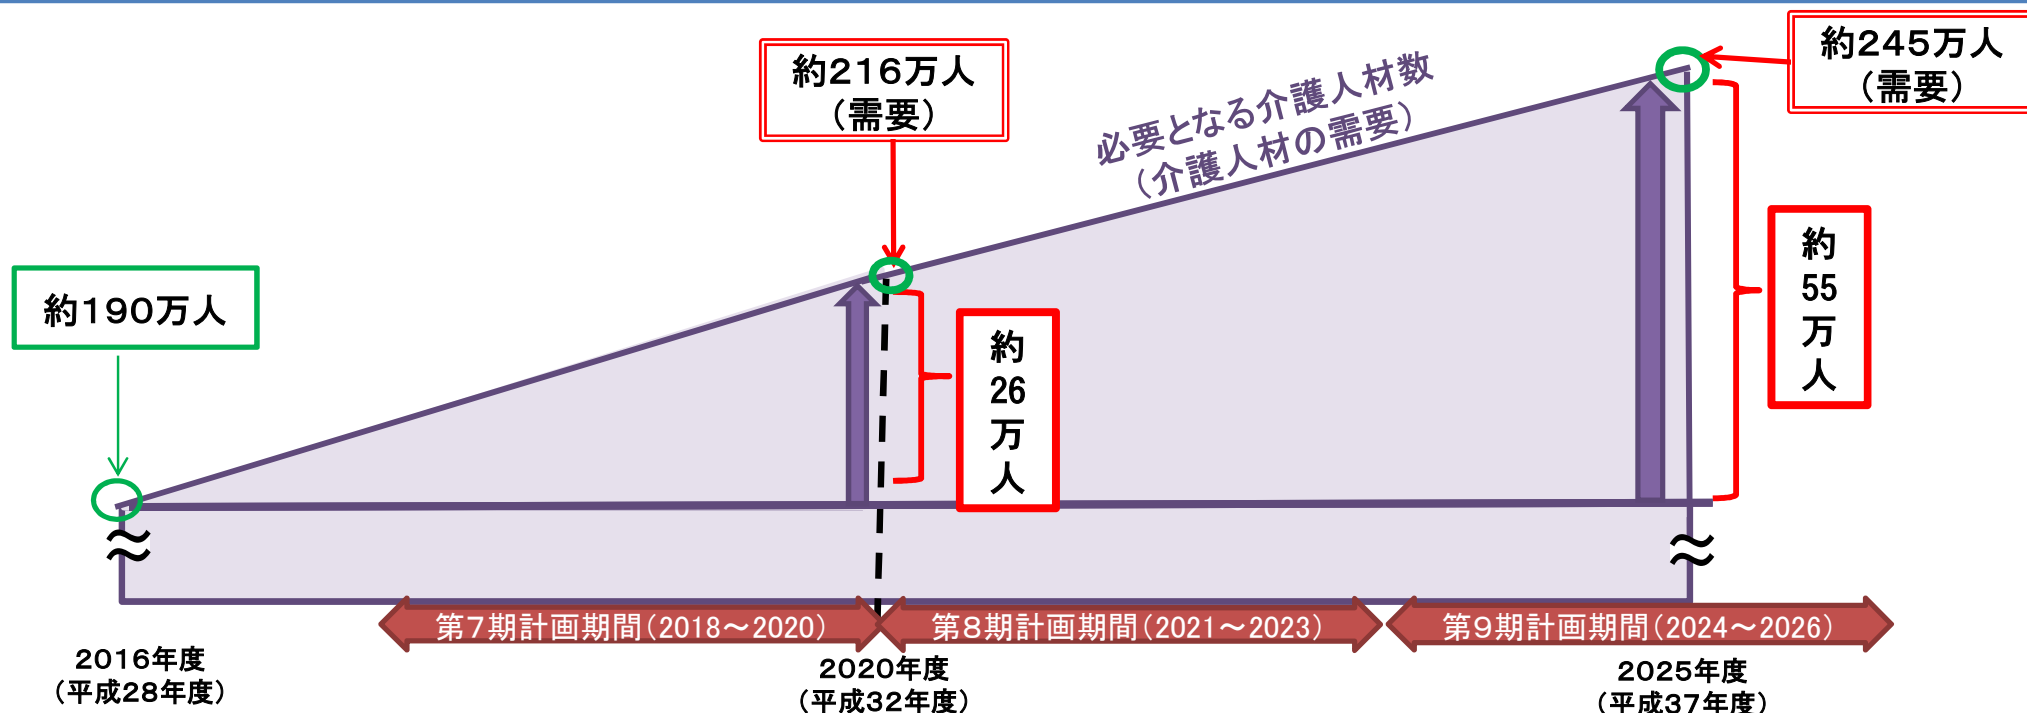 約245万人
（需要）
約216万人
（需要）
必要となる介護人材数
（介護人材の需要）
約190万人
約
55
万
人
約
26
万
人
第7期計画期間（2018～2020）
第8期計画期間（2021～2023）
第9期計画期間（2024～2026）
2016年度
（平成28年度）
2020年度
（平成32年度）
2025年度
（平成37年度）